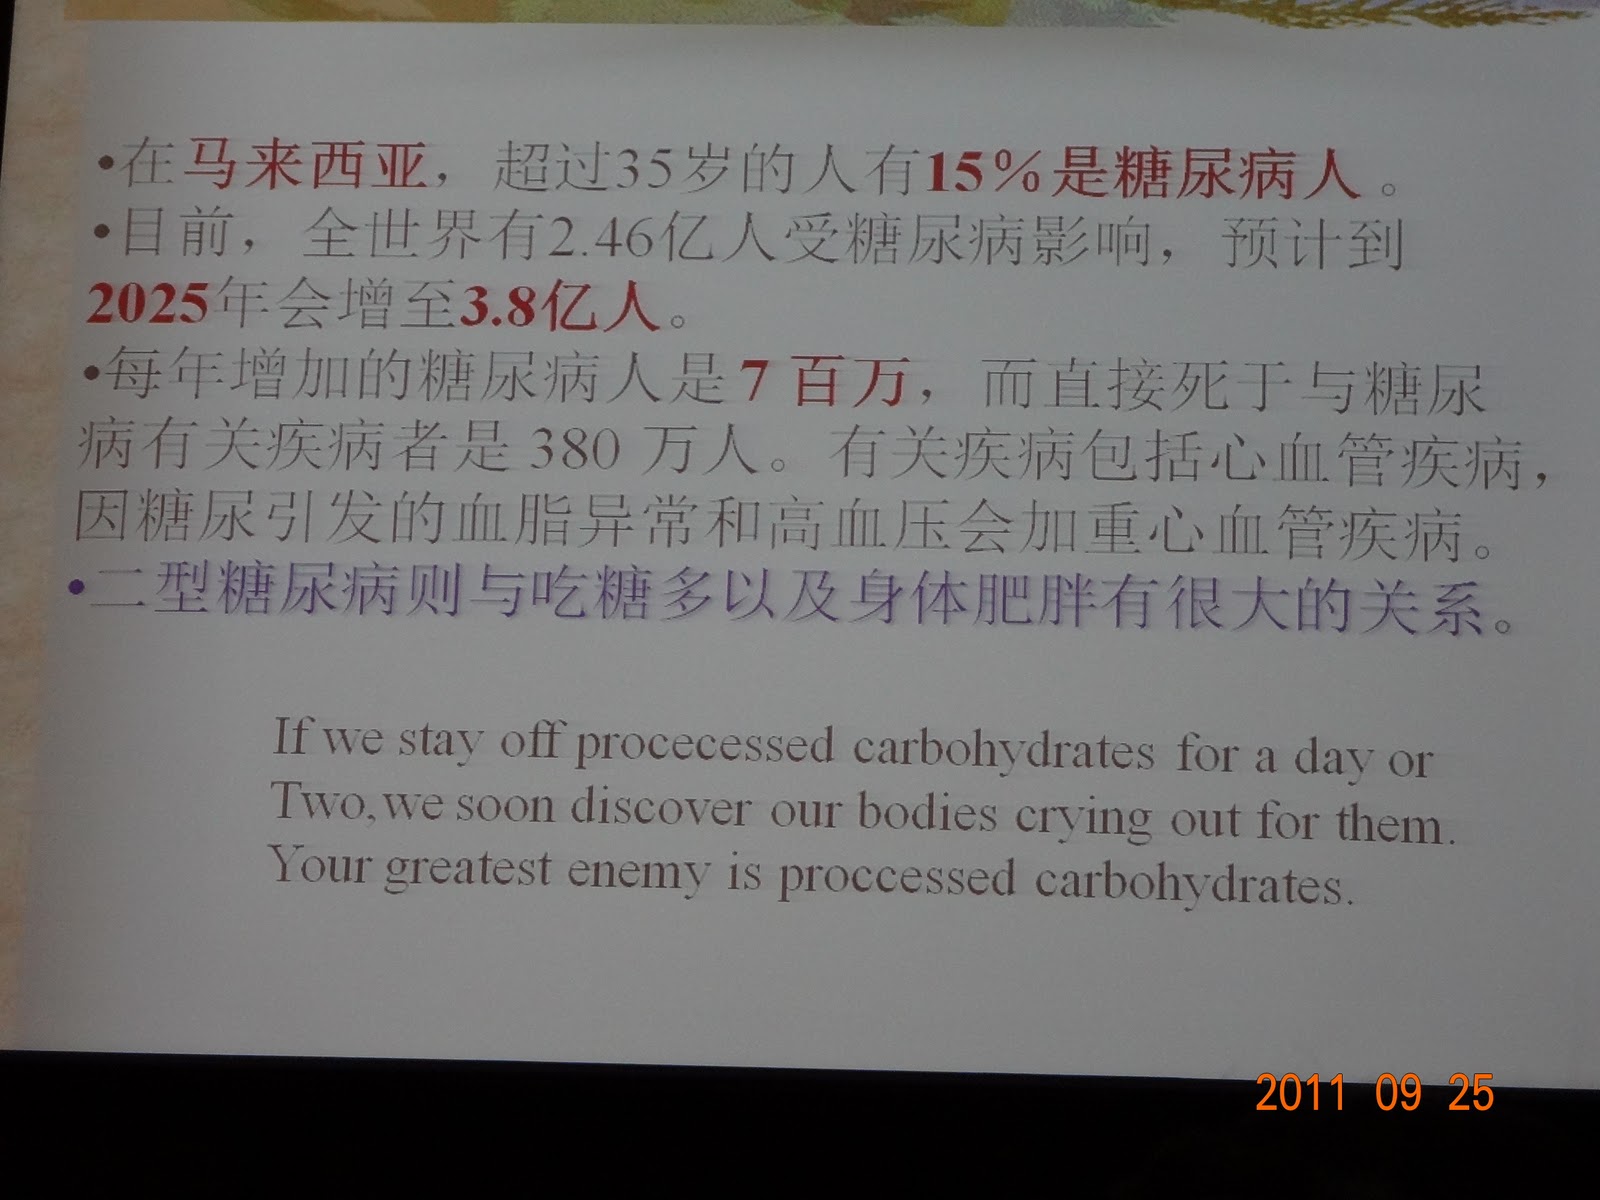 •在马来西亚，超过35岁的人有15%是糖尿病人。
•目前，全世界有2.46亿人受糖尿病影响，预计到
2025年会增至3.8亿人。
•每年增加的糖尿病人是 7 百万，而直接死于与糖尿
病有关疾病者是 380 万人。有关疾病包括心血管疾病，
因糖尿引发的血脂异常和高血压会加重心血管疾病。
•二型糖尿病则与吃糖多以及身体肥胖有很大的关系。
If we stay off procecessed carbohydrates for a day or
Two,we soon discover our bodies crying out for them.
Your greatest enemy is proccessed carbohydrates.
2011 09 25